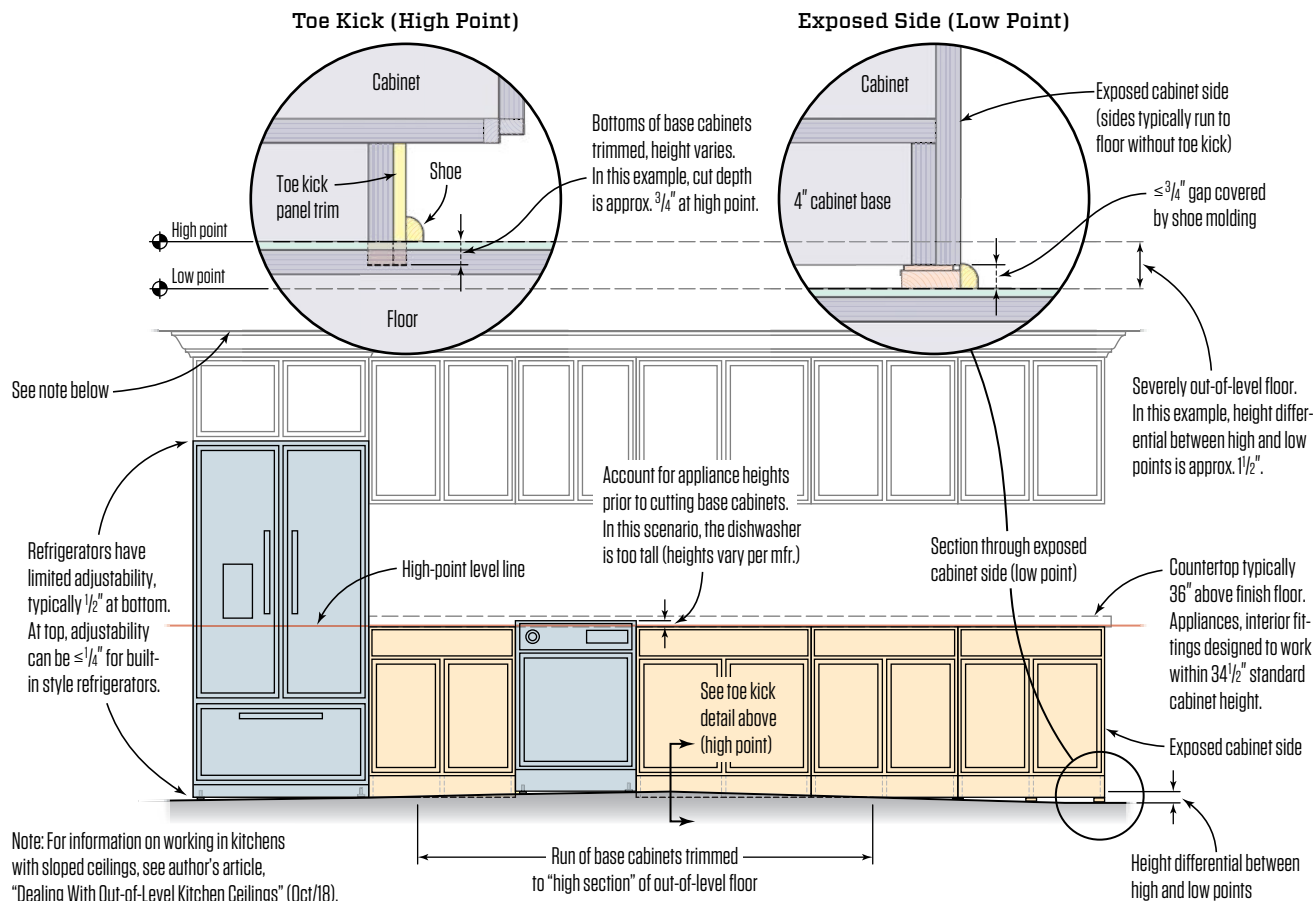 Toe Kick (High Point)
Exposed Side (Low Point)
Cabinet
Toe kick
panel trim
Shoe
Floor
Bottoms of base cabinets
trimmed, height varies.
In this example, cut depth
is approx. 3/4" at high point.
Cabinet
4" cabinet base
Exposed cabinet side
(sides typically run to
floor without toe kick)
≤3/4" gap covered
by shoe molding
High point
Low point
See note below
Severely out-of-level floor.
In this example, height differ-
ential between high and low
points is approx. 11/2".
Refrigerators have
limited adjustability,
typically 1/2" at bottom.
At top, adjustability
can be ≤1/4" for built-
in style refrigerators.
High-point level line
Account for appliance heights
prior to cutting base cabinets.
In this scenario, the dishwasher
is too tall (heights vary per mfr.)
Section through exposed
cabinet side (low point)
Countertop typically
36" above finish floor.
Appliances, interior fit-
tings designed to work
within 341/2" standard
cabinet height.
See toe kick
detail above
(high point)
Exposed cabinet side
Note: For information on working in kitchens
with sloped ceilings, see author's article,
"Dealing With Out-of-Level Kitchen Ceilings" (Oct/18).
Run of base cabinets trimmed
to "high section" of out-of-level floor
Height differential between
high and low points